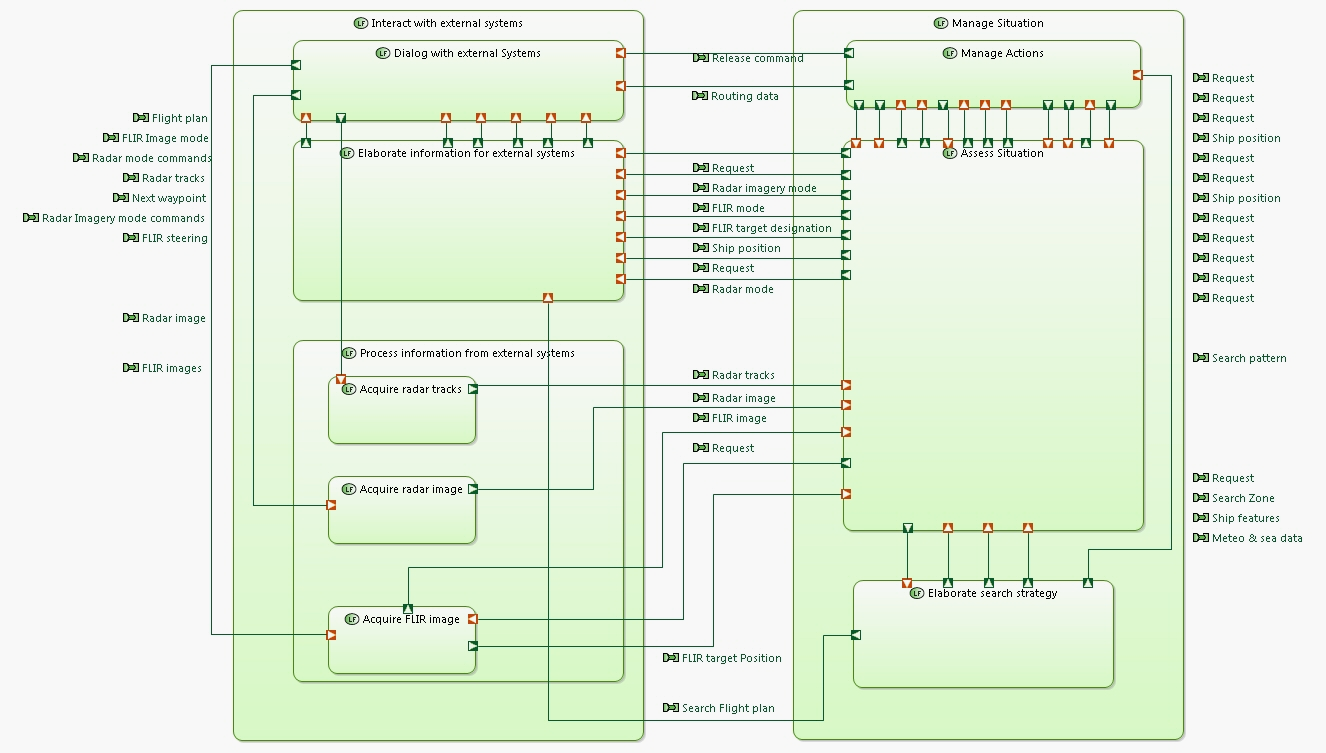 LF Interact with external systems
LF Manage Situation
LF Dialog with external Systems
LF Manage Actions
Release command
Routing data
Flight plan
FLIR Image mode
Radar mode commands
Radar tracks
Next waypoint
Radar Imagery mode commands
FLIR steering
Radar image
FLIR images
LF Elaborate information for external systems
LF Assess Situation
Request
Radar imagery mode
FLIR mode
FLIR target designation
Ship position
Request
Radar mode
LF Process information from external systems
LF Acquire radar tracks
LF Acquire radar image
LF Acquire FLIR image
Radar tracks
Radar image
FLIR image
Request
FLIR target Position
Search Flight plan
LF Elaborate search strategy
Request
Request
Request
Ship position
Request
Request
Ship position
Request
Request
Request
Request
Request
Search pattern
Request
Search Zone
Ship features
Meteo & sea data